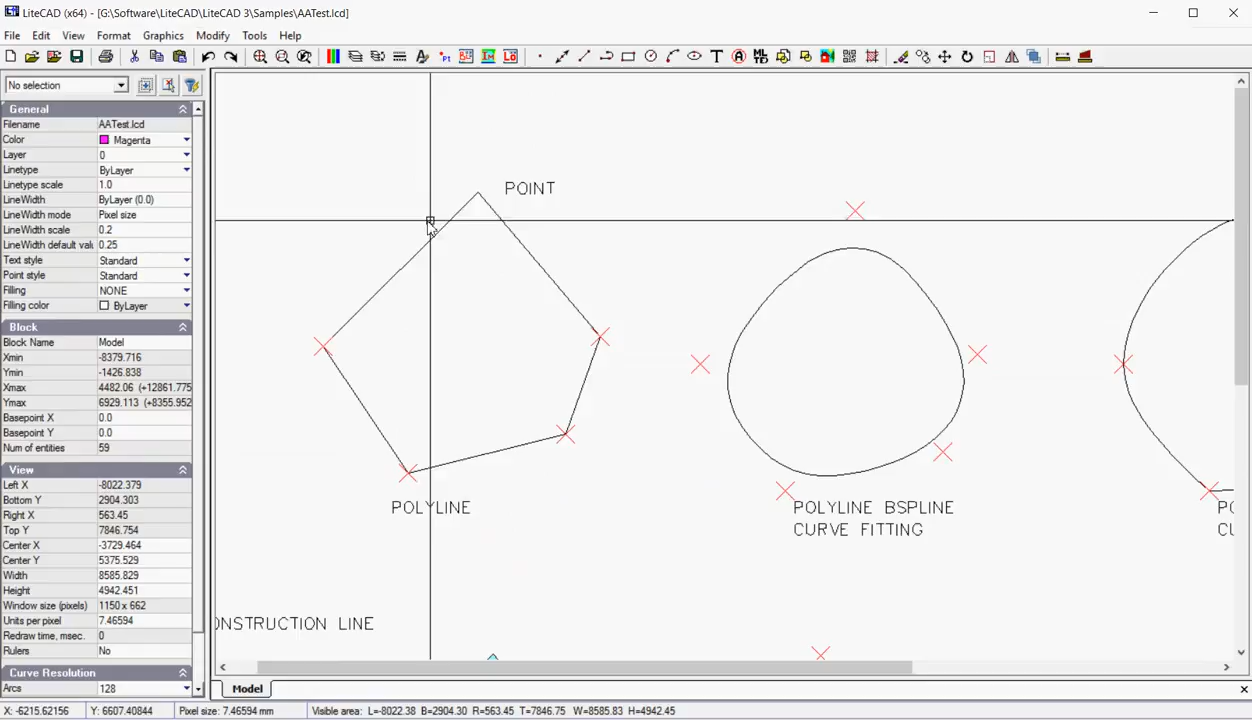 LiteCAD (x64) - [G:\Software\LiteCAD\LiteCAD 3\Samples\AATest.lcd]
File Edit View Format Graphics Modify Tools Help
No selection
General
Filename AATest.lcd
Color Magenta
Layer 0
Linetype ByLayer
Linetype scale 1.0
LineWidth ByLayer (0.0)
LineWidth mode Pixel size
LineWidth scale 0.2
LineWidth default valu 0.25
Text style Standard
Point style Standard
Filling NONE
Filling color ByLayer
Block
Block Name Model
Xmin -8379.716
Ymin -1426.838
Xmax 4482.06 (+12861.775
Ymax 6929.113 (+8355.952
Basepoint X 0.0
Basepoint Y 0.0
Num of entities 59
View
Left X -8022.379
Bottom Y 2904.303
Right X 563.45
Top Y 7846.754
Center X -3729.464
Center Y 5375.529
Width 8585.829
Height 4942.451
Window size (pixels) 1150 x 662
Units per pixel 7.46594
Redraw time, msec. 0
Rulers No
Curve Resolution
Arcs 128
POINT
POLYLINE
POLYLINE BSPLINE
CURVE FITTING
PO
CU
ONSTRUCTION LINE
Model
X: -6215.62156 Y: 6607.40844 Pixel size: 7.46594 mm Visible area: L=-8022.38 B=2904.30 R=563.45 T=7846.75 W=8585.83 H=4942.45